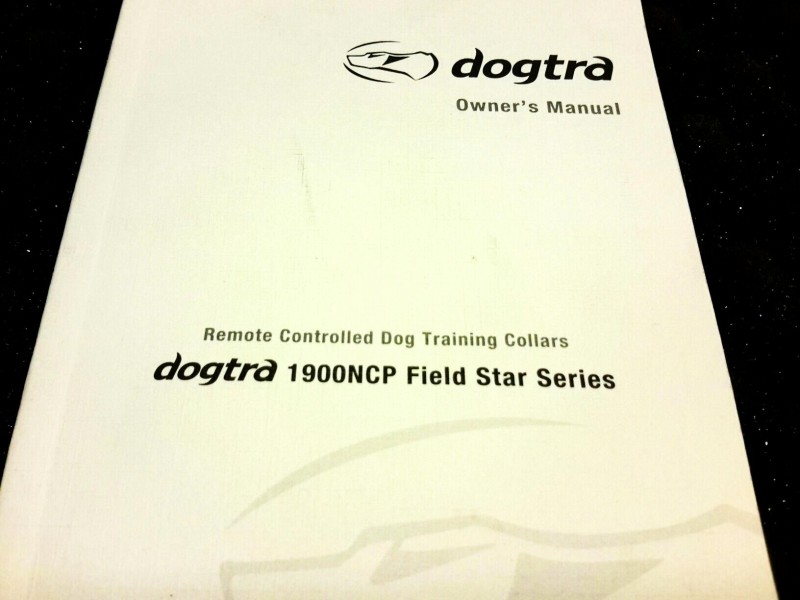 dogtra
Owner's Manual
Remote Controlled Dog Training Collars
dogtra 1900NCP Field Star Series